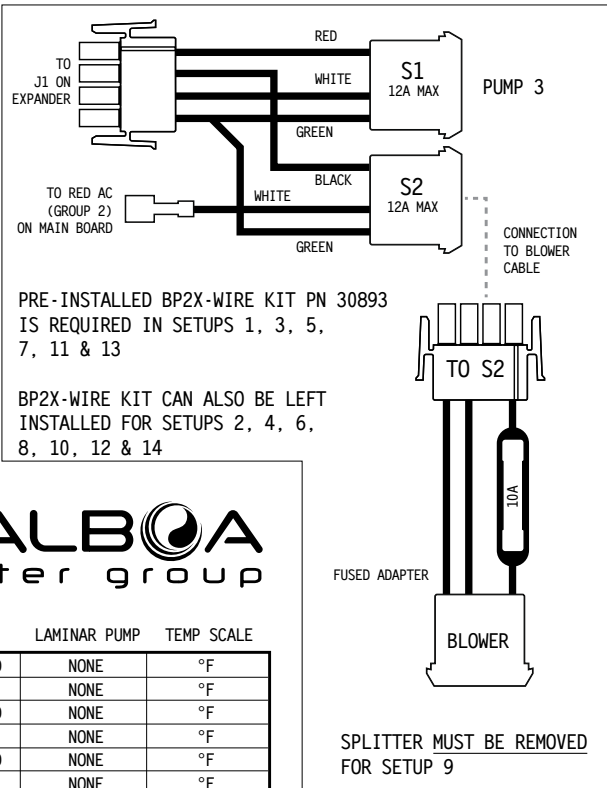 RED
TO
J1 ON
EXPANDER
WHITE
S1
12A MAX
PUMP 3
GREEN
BLACK
S2
12A MAX
TO RED AC
(GROUP 2)
ON MAIN BOARD
WHITE
GREEN
CONNECTION
TO BLOWER
CABLE
PRE-INSTALLED BP2X-WIRE KIT PN 30893
IS REQUIRED IN SETUPS 1, 3, 5,
7, 11 & 13
BP2X-WIRE KIT CAN ALSO BE LEFT
INSTALLED FOR SETUPS 2, 4, 6,
8, 10, 12 & 14
TO S2
10A
FUSED ADAPTER
BLOWER
ALBOA
ter group
LAMINAR PUMP TEMP SCALE
NONE °F
NONE °F
NONE °F
NONE °F
NONE °F
NONE °F
SPLITTER MUST BE REMOVED
FOR SETUP 9